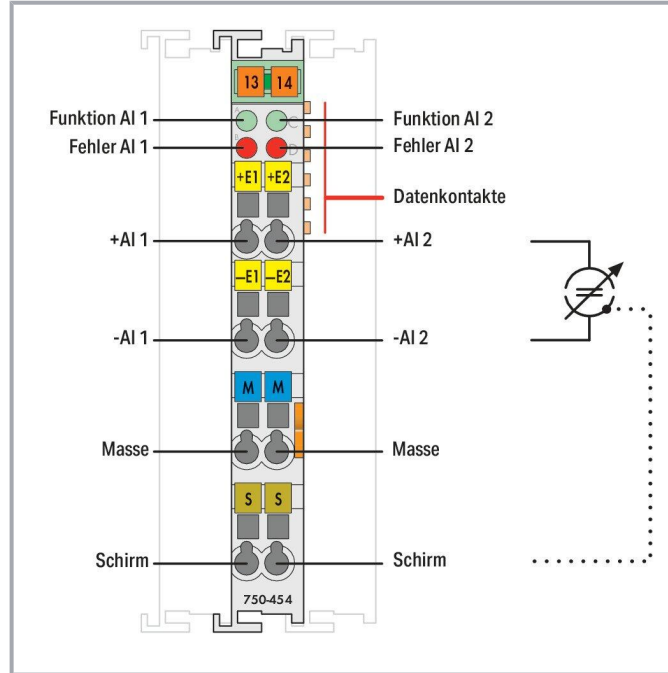 13 14
Funktion AI 1
A
C
Funktion AI 2
Fehler AI 1
B
D
Fehler AI 2
+E1 +E2
Datenkontakte
+AI 1
+AI 2
—E1 —E2
-AI 1
-AI 2
M M
Masse
Masse
S S
Schirm
Schirm
750-454